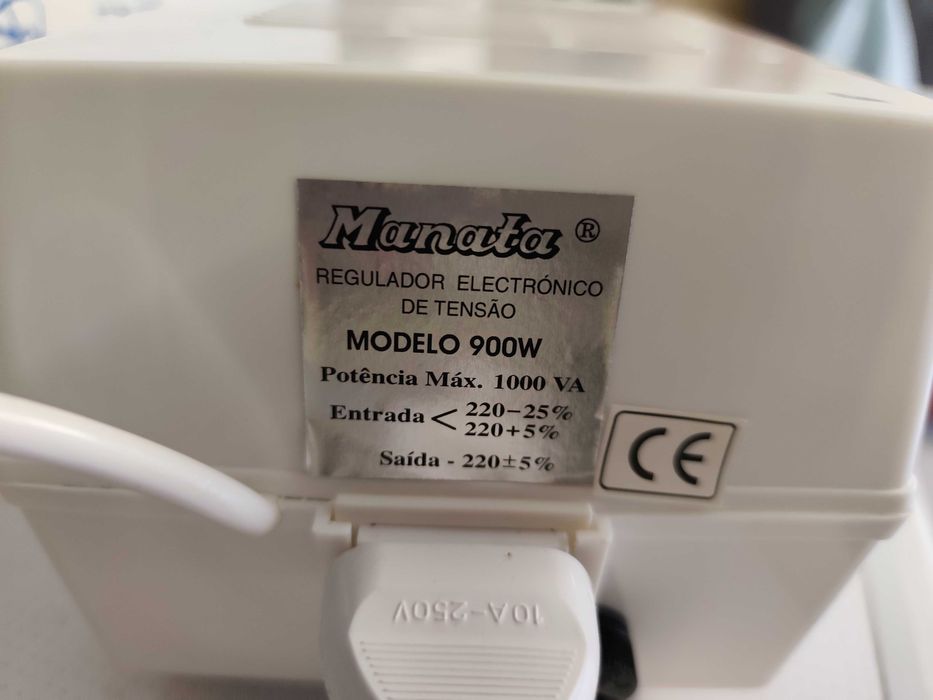 Manata ®
REGULADOR ELECTRÓNICO
DE TENSÃO
MODELO 900W
Potência Máx. 1000 VA
Entrada < 220-25%
220+5%
Saída - 220±5%
CE
10A-250V